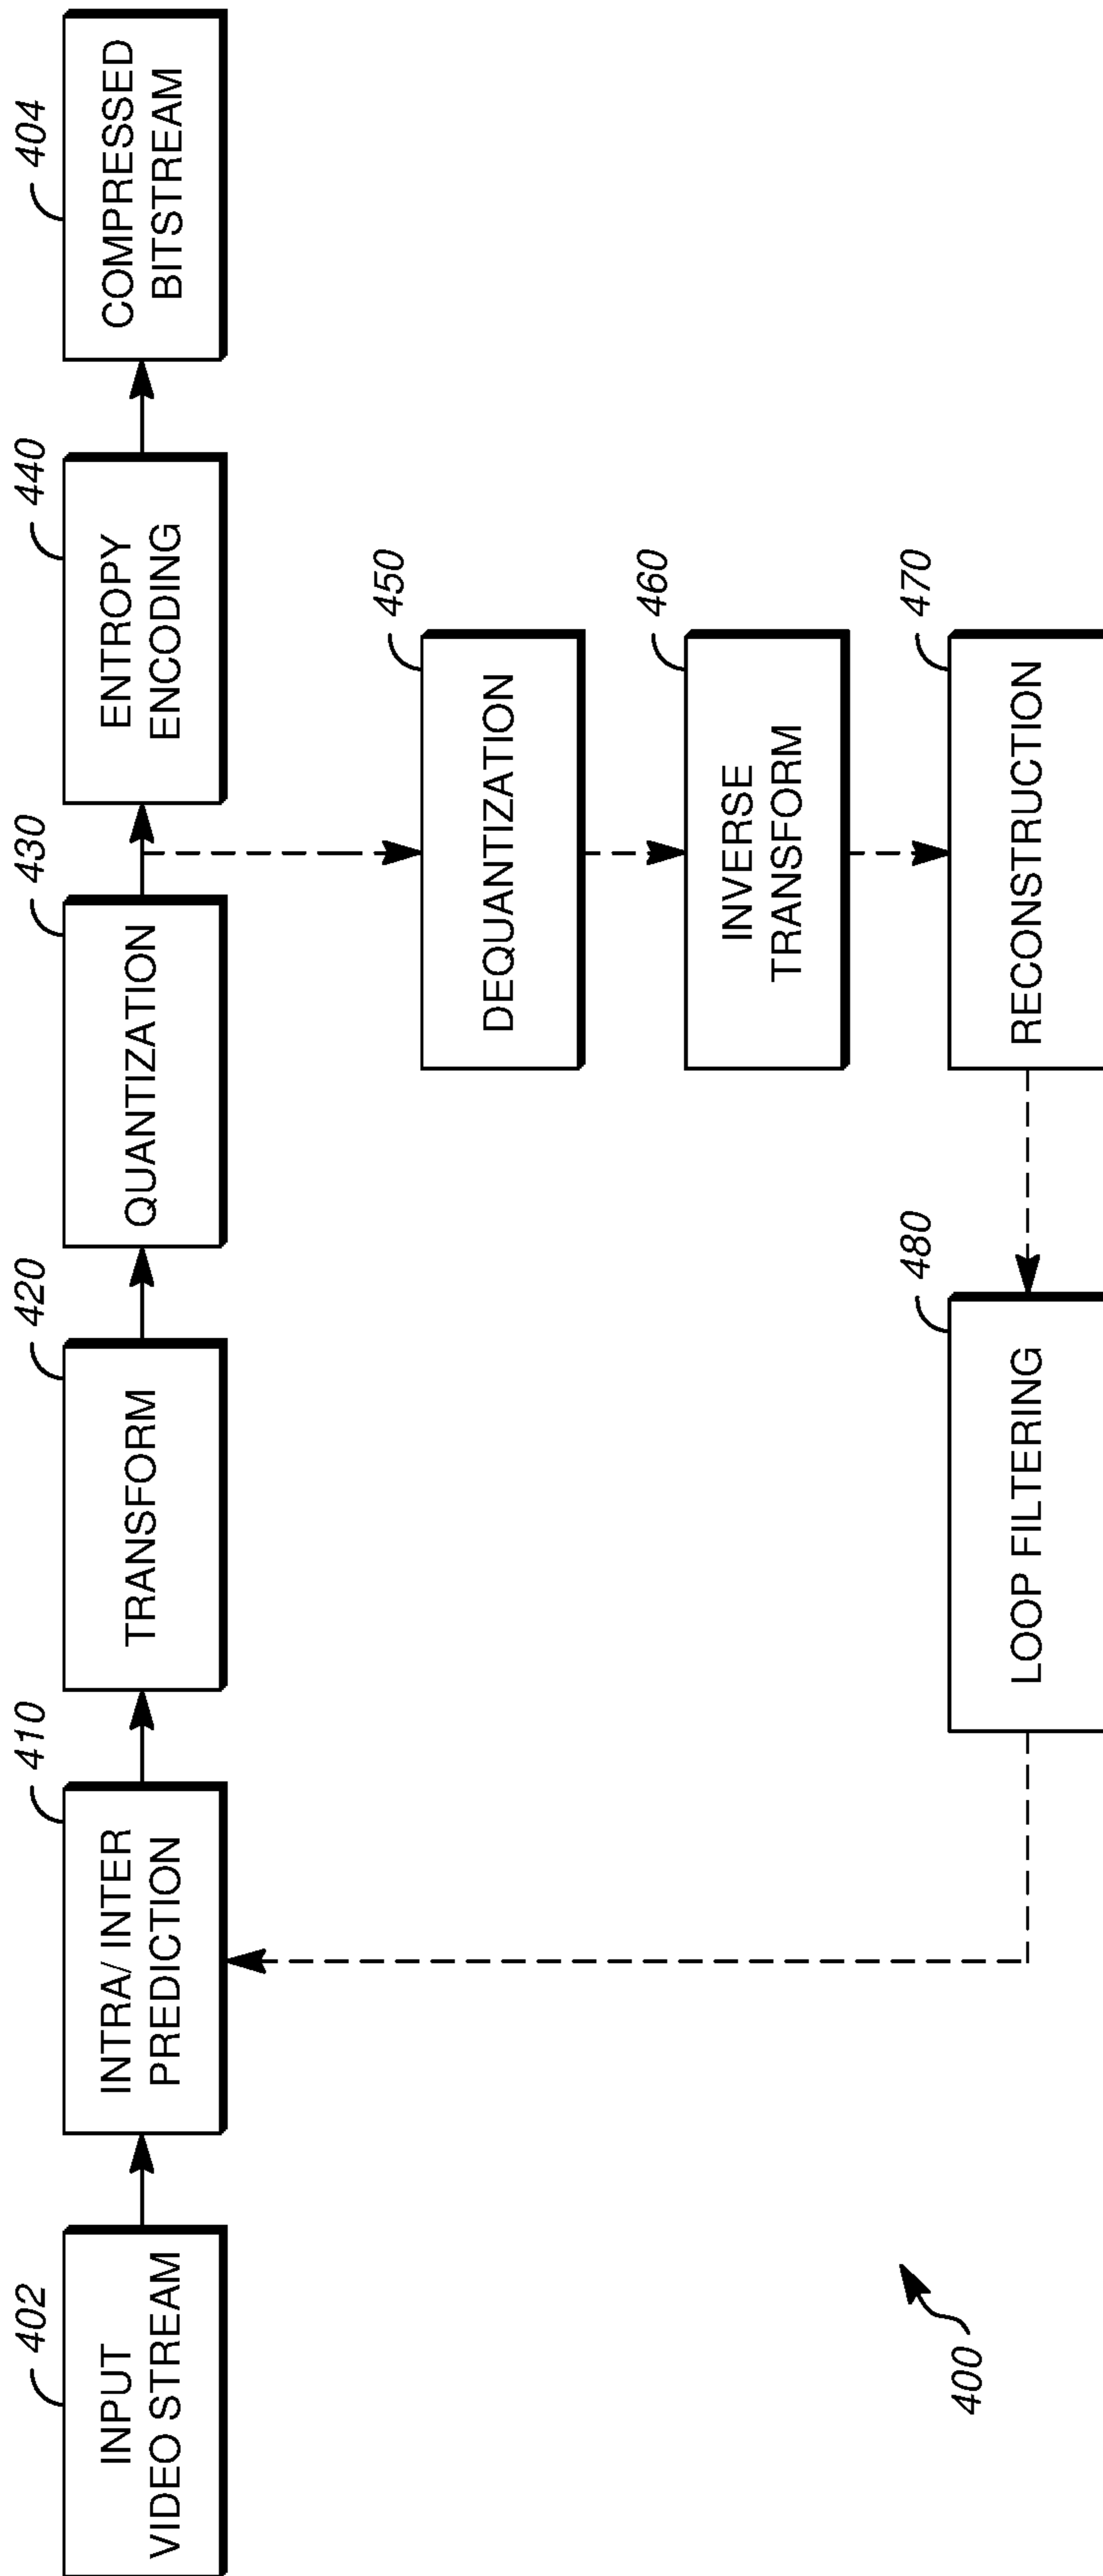 402
INPUT
VIDEO STREAM
410
INTRA/ INTER
PREDICTION
420
TRANSFORM
430
QUANTIZATION
440
ENTROPY
ENCODING
404
COMPRESSED
BITSTREAM
450
DEQUANTIZATION
460
INVERSE
TRANSFORM
470
RECONSTRUCTION
480
LOOP FILTERING
400